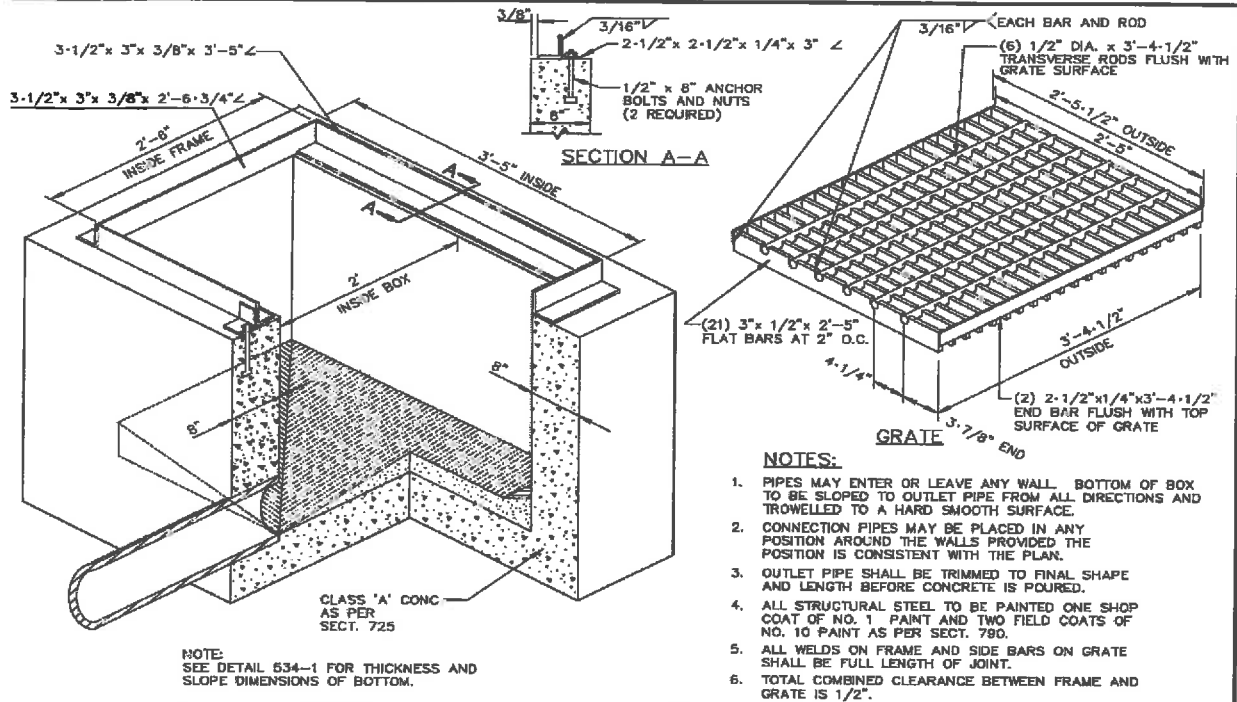 3-1/2"x 3"x 3/8"x 3'-5"∠
3-1/2"x 3"x 3/8"x 2'-6-3/4"∠
2'-6"
INSIDE FRAME
3'-5" INSIDE
A
A
2'
INSIDE BOX
8"
8"
CLASS 'A' CONC
AS PER
SECT. 725
NOTE:
SEE DETAIL 534-1 FOR THICKNESS AND
SLOPE DIMENSIONS OF BOTTOM.
3/8"
3/16"
2-1/2"x 2-1/2"x 1/4"x 3" ∠
1/2" x 8" ANCHOR
BOLTS AND NUTS
(2 REQUIRED)
6"
SECTION A-A
3/16"
EACH BAR AND ROD
(6) 1/2" DIA. x 3'-4-1/2"
TRANSVERSE RODS FLUSH WITH
GRATE SURFACE
2'-5-1/2" OUTSIDE
2'-5"
(21) 3"x 1/2"x 2'-5"
FLAT BARS AT 2" O.C.
4-1/4"
3'-4-1/2"
OUTSIDE
(2) 2-1/2"x1/4"x3'-4-1/2"
END BAR FLUSH WITH TOP
SURFACE OF GRATE
3-7/8" END
GRATE
NOTES:
1. PIPES MAY ENTER OR LEAVE ANY WALL BOTTOM OF BOX
TO BE SLOPED TO OUTLET PIPE FROM ALL DIRECTIONS AND
TROWELLED TO A HARD SMOOTH SURFACE.
2. CONNECTION PIPES MAY BE PLACED IN ANY
POSITION AROUND THE WALLS PROVIDED THE
POSITION IS CONSISTENT WITH THE PLAN.
3. OUTLET PIPE SHALL BE TRIMMED TO FINAL SHAPE
AND LENGTH BEFORE CONCRETE IS POURED.
4. ALL STRUCTURAL STEEL TO BE PAINTED ONE SHOP
COAT OF NO. 1 PAINT AND TWO FIELD COATS OF
NO. 10 PAINT AS PER SECT. 790.
5. ALL WELDS ON FRAME AND SIDE BARS ON GRATE
SHALL BE FULL LENGTH OF JOINT.
6. TOTAL COMBINED CLEARANCE BETWEEN FRAME AND
GRATE IS 1/2".